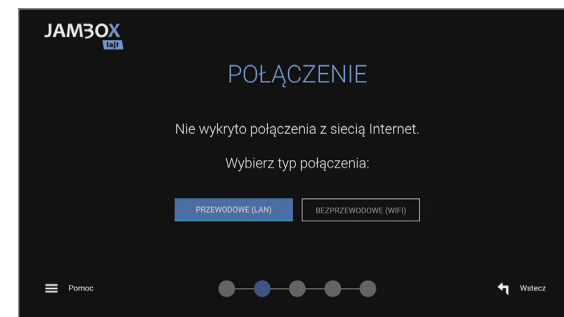 JAMBOX
lajt
POŁĄCZENIE
Nie wykryto połączenia z siecią Internet.
Wybierz typ połączenia:
PRZEWODOWE (LAN) BEZPRZEWODOWE (WIFI)
Pomoc Wstecz